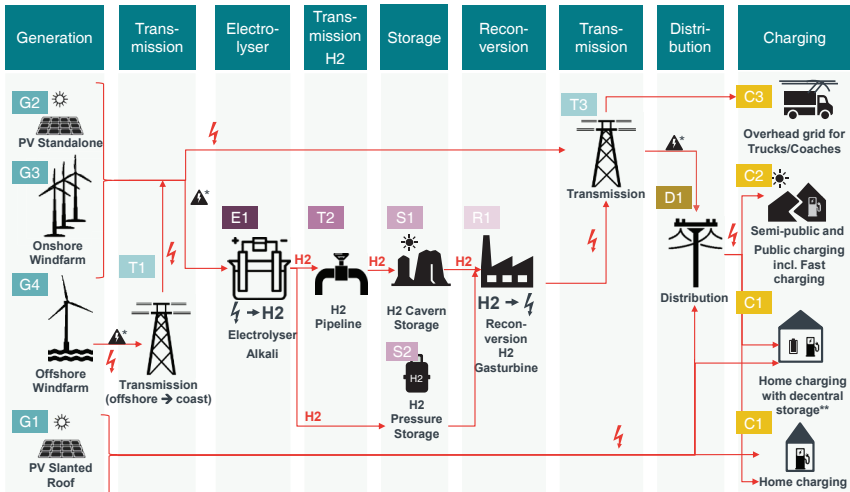 Generation
Trans-
mission
Electro-
lyser
Trans-
mission
H2
Storage
Recon-
version
Trans-
mission
Distri-
bution
Charging
G2
PV Standalone
G3
Onshore
Windfarm
G4
Offshore
Windfarm
G1
PV Slanted
Roof
*
T1
Transmission
(offshore → coast)
*
E1
→ H2
Electrolyser
Alkali
H2
H2
T2
H2
Pipeline
H2
S1
H2 Cavern
Storage
S2
H2
H2
Pressure
Storage
H2
R1
H2 →
Recon-
version
H2
Gasturbine
T3
Transmission
*
D1
Distribution
C3
Overhead grid for
Trucks/Coaches
C2
Semi-public and
Public charging
incl. Fast
charging
C1
Home charging
with decentral
storage**
C1
Home charging